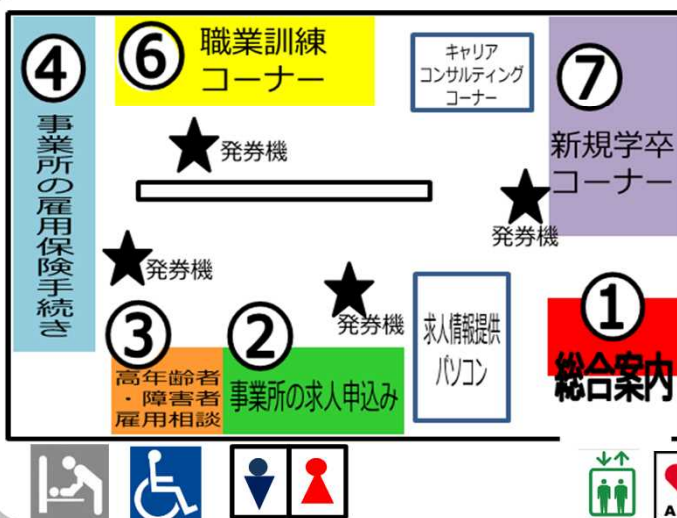 ④
事業所の雇用保険手続き
⑥
職業訓練
コーナー
キャリア
コンサルティング
コーナー
⑦
新規学卒
コーナー
発券機
発券機
発券機
発券機
③
高年齢者
・障害者
雇用相談
②
事業所の求人申込み
求人情報提供
パソコン
①
総合案内
A